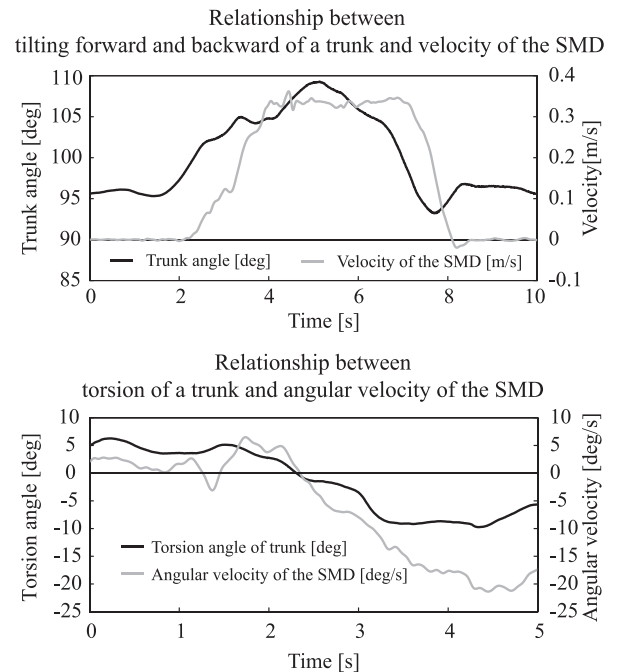 Relationship between
tilting forward and backward of a trunk and velocity of the SMD
Trunk angle [deg]
110
105
100
95
90
85
0.4
0.3
0.2
0.1
0
-0.1
Velocity[m/s]
Trunk angle [deg]
Velocity of the SMD [m/s]
0 2 4 6 8 10
Time [s]
Relationship between
torsion of a trunk and angular velocity of the SMD
Torsion angle [deg]
10
5
0
-5
-10
-15
-20
-25
10
5
0
-5
-10
-15
-20
-25
Angular velocity [deg/s]
Torsion angle of trunk [deg]
Angular velocity of the SMD [deg/s]
0 1 2 3 4 5
Time [s]